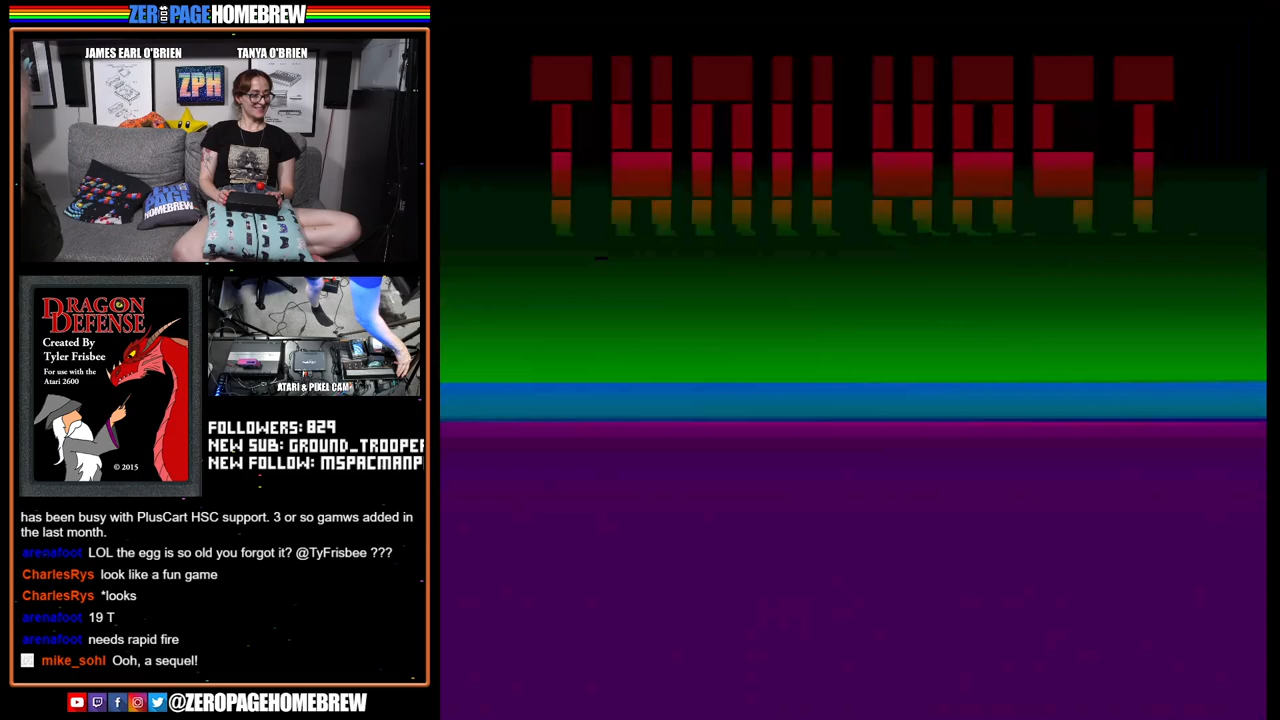 ZEROPAGE HOMEBREW
JAMES EARL O'BRIEN
TANYA O'BRIEN
ZPH
PAGE
HOMEBREW
DRAGON
DEFENSE
Created By
Tyler Frisbee
For use with the
Atari 2600
© 2015
ATARI & PIXEL CAM
FOLLOWERS: 829
NEW SUB: GROUND_TROOPER
NEW FOLLOW: MSPACMANP
has been busy with PlusCart HSC support. 3 or so gamws added in
the last month.
arenafoot LOL the egg is so old you forgot it? @TyFrisbee ???
CharlesRys look like a fun game
CharlesRys *looks
arenafoot 19 T
arenafoot needs rapid fire
mike_sohl Ooh, a sequel!
@ZEROPAGEHOMEBREW